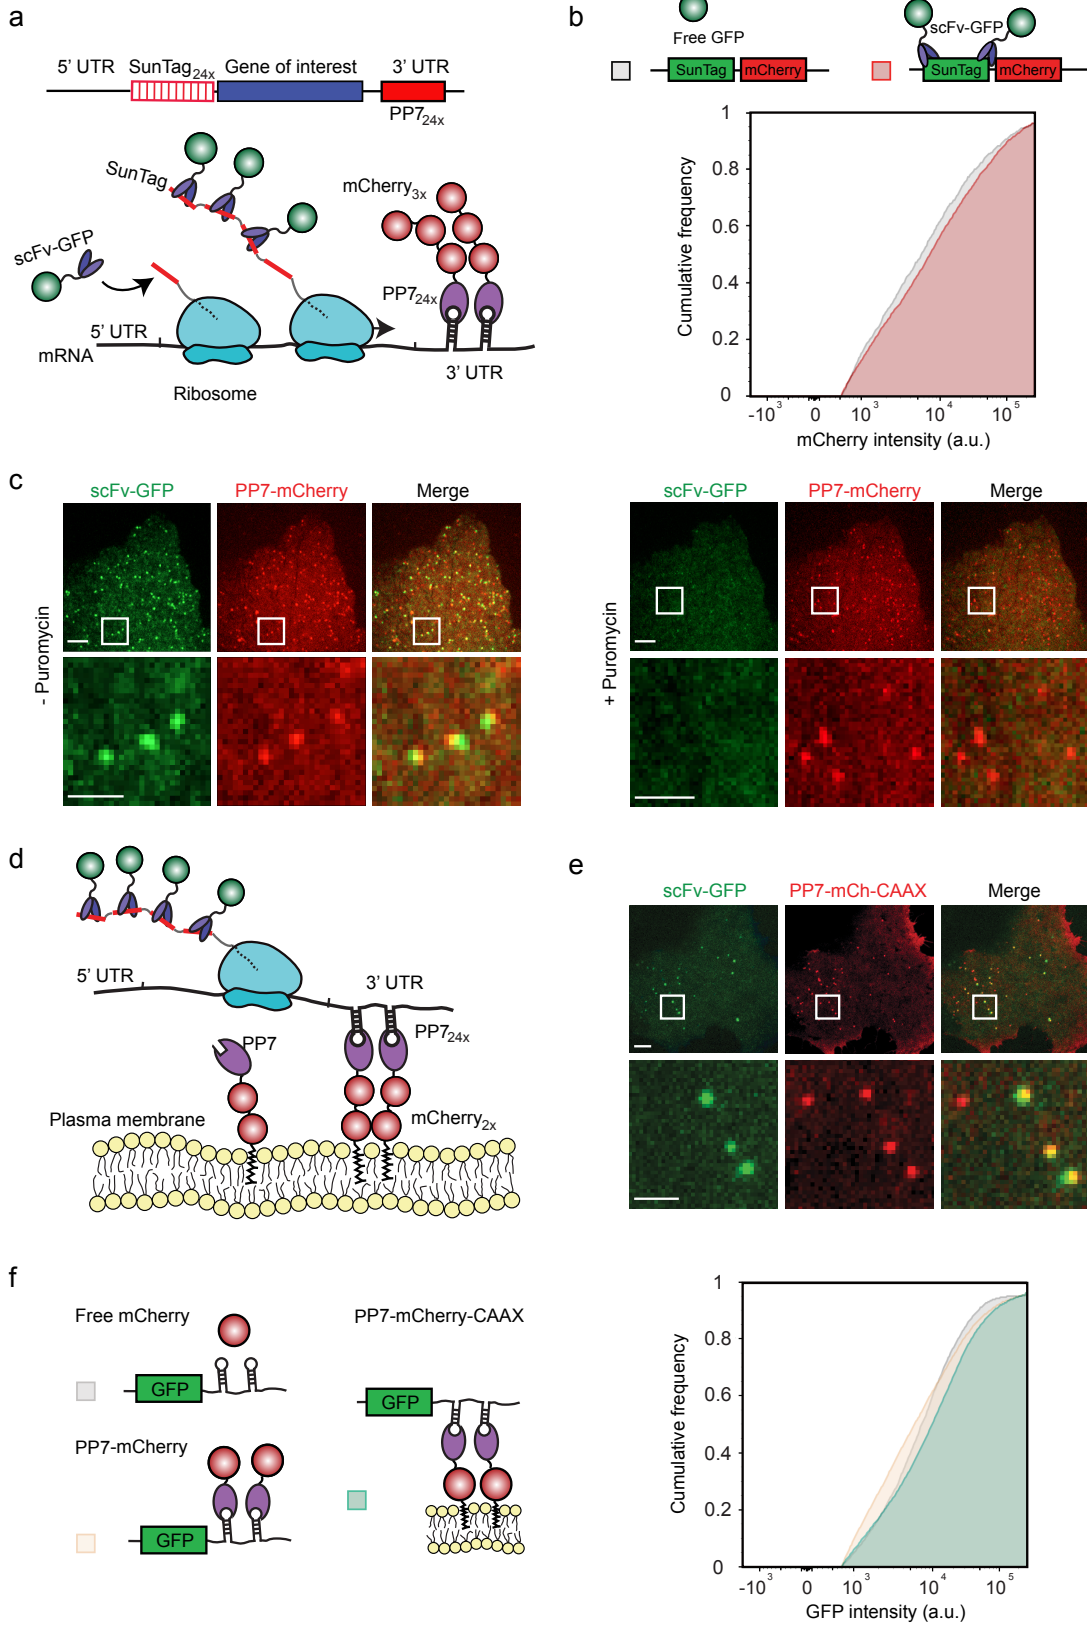 a
5' UTR SunTag24x Gene of interest 3' UTR
PP724x
SunTag
mCherry3x
scFv-GFP
PP724x
5' UTR
mRNA
3' UTR
Ribosome
b
Free GFP
scFv-GFP
SunTag mCherry
SunTag mCherry
1
0.8
0.6
0.4
0.2
0
Cumulative frequency
-10³ 0 10³ 10⁴ 10⁵
mCherry intensity (a.u.)
c
scFv-GFP PP7-mCherry Merge
- Puromycin
scFv-GFP PP7-mCherry Merge
+ Puromycin
d
5' UTR
3' UTR
PP7
PP724x
Plasma membrane
mCherry2x
e
scFv-GFP PP7-mCh-CAAX Merge
f
Free mCherry
GFP
PP7-mCherry
GFP
PP7-mCherry-CAAX
GFP
1
0.8
0.6
0.4
0.2
0
Cumulative frequency
-10³ 0 10³ 10⁴ 10⁵
GFP intensity (a.u.)